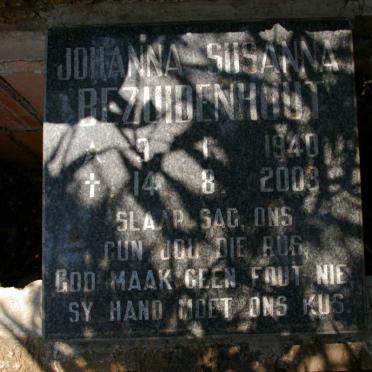 JOHANNA SUSANNA
BEZUIDENHOUT
★ 9 1 1940
✝ 14 8. 2003
SLAAP SAG, ONS
GUN JOU DIE RUS,
GOD MAAK GEEN FOUT NIE
SY HAND MOET ONS KUS